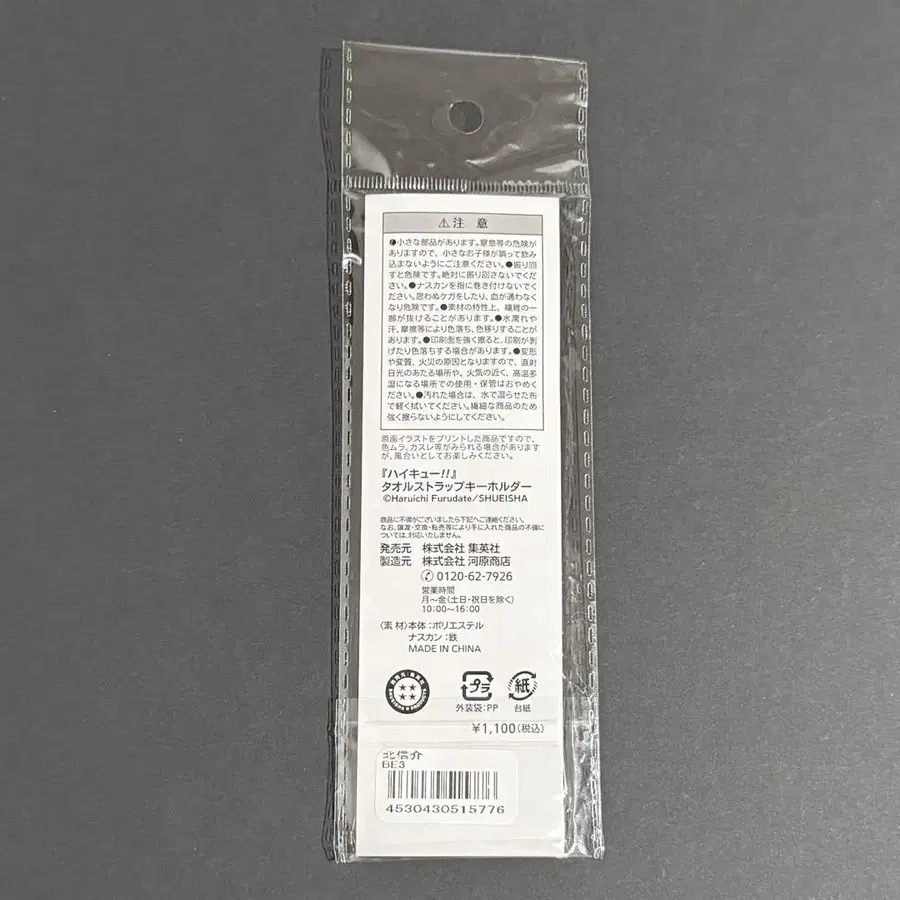 ⚠注 意
●小さな部品があります。窒息等の危険が
ありますので、小さなお子様が誤って飲み
込まないようにご注意ください。●振り回
すと危険です。絶対に振り回さないでくだ
さい。●ナスカンを指に巻き付けないでく
ださい。思わぬケガをしたり、血が通わなく
なり危険です。●素材の特性上、繊維の一
部が抜けることがあります。●水濡れや
汗、摩擦等により色落ち、色移りすることが
あります。●印刷面を強く擦ると、印刷が剥
げたり色落ちする場合があります。●変形
や変質、火災の原因となりますので、直射
日光のあたる場所や、火気の近く、高温多
湿になる場所での使用・保管はおやめく
ださい。●汚れた場合は、水で湿らせた布
で軽く拭いてください。繊細な商品のため
強く擦らないようにしてください。
原画イラストをプリントした商品ですので、
色ムラ、カスレ等がみられる場合があります
が、風合いとしてお楽しみください。
『ハイキュー!!』
タオルストラップキーホルダー
©Haruichi Furudate/SHUEISHA
商品に不備がございましたら下記へご連絡ください。
なお、譲渡・交換・転売等により手に入れた商品の不備に
ついては、対応いたしません。
発売元 株式会社 集英社
製造元 株式会社 河原商店
0120-62-7926
営業時間
月〜金(土日・祝日を除く)
10:00〜16:00
〈素 材〉本体:ポリエステル
ナスカン:鉄
MADE IN CHINA
プラ
紙
外装袋:PP
台紙
¥1,100(税込)
北信介
BE3
4530430515776